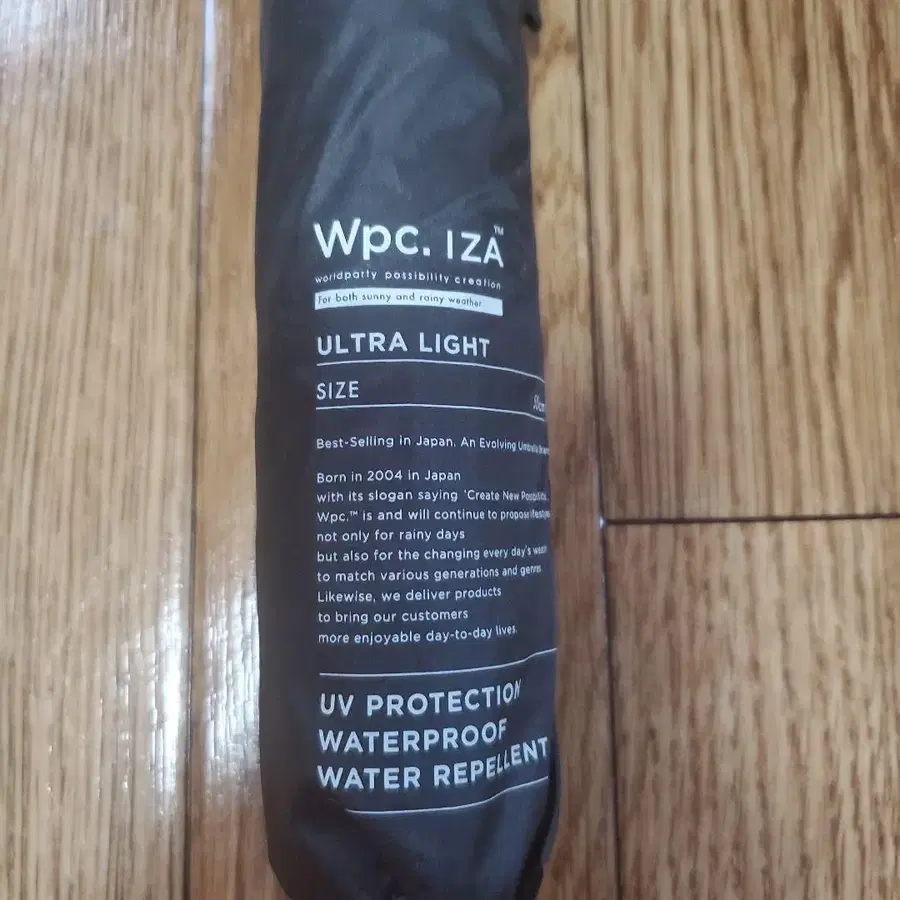 Wpc. IZA™
worldparty possibility creation
For both sunny and rainy weather
ULTRA LIGHT
SIZE
Best-Selling in Japan. An Evolving Umbrella
Born in 2004 in Japan
with its slogan saying "Create New
Wpc.™ is and will continue to propose lifestyles
not only for rainy days
but also for the changing every day's
to match various generations and genres.
Likewise, we deliver products
to bring our customers
more enjoyable day-to-day lives.
UV PROTECTION
WATERPROOF
WATER REPELLENT